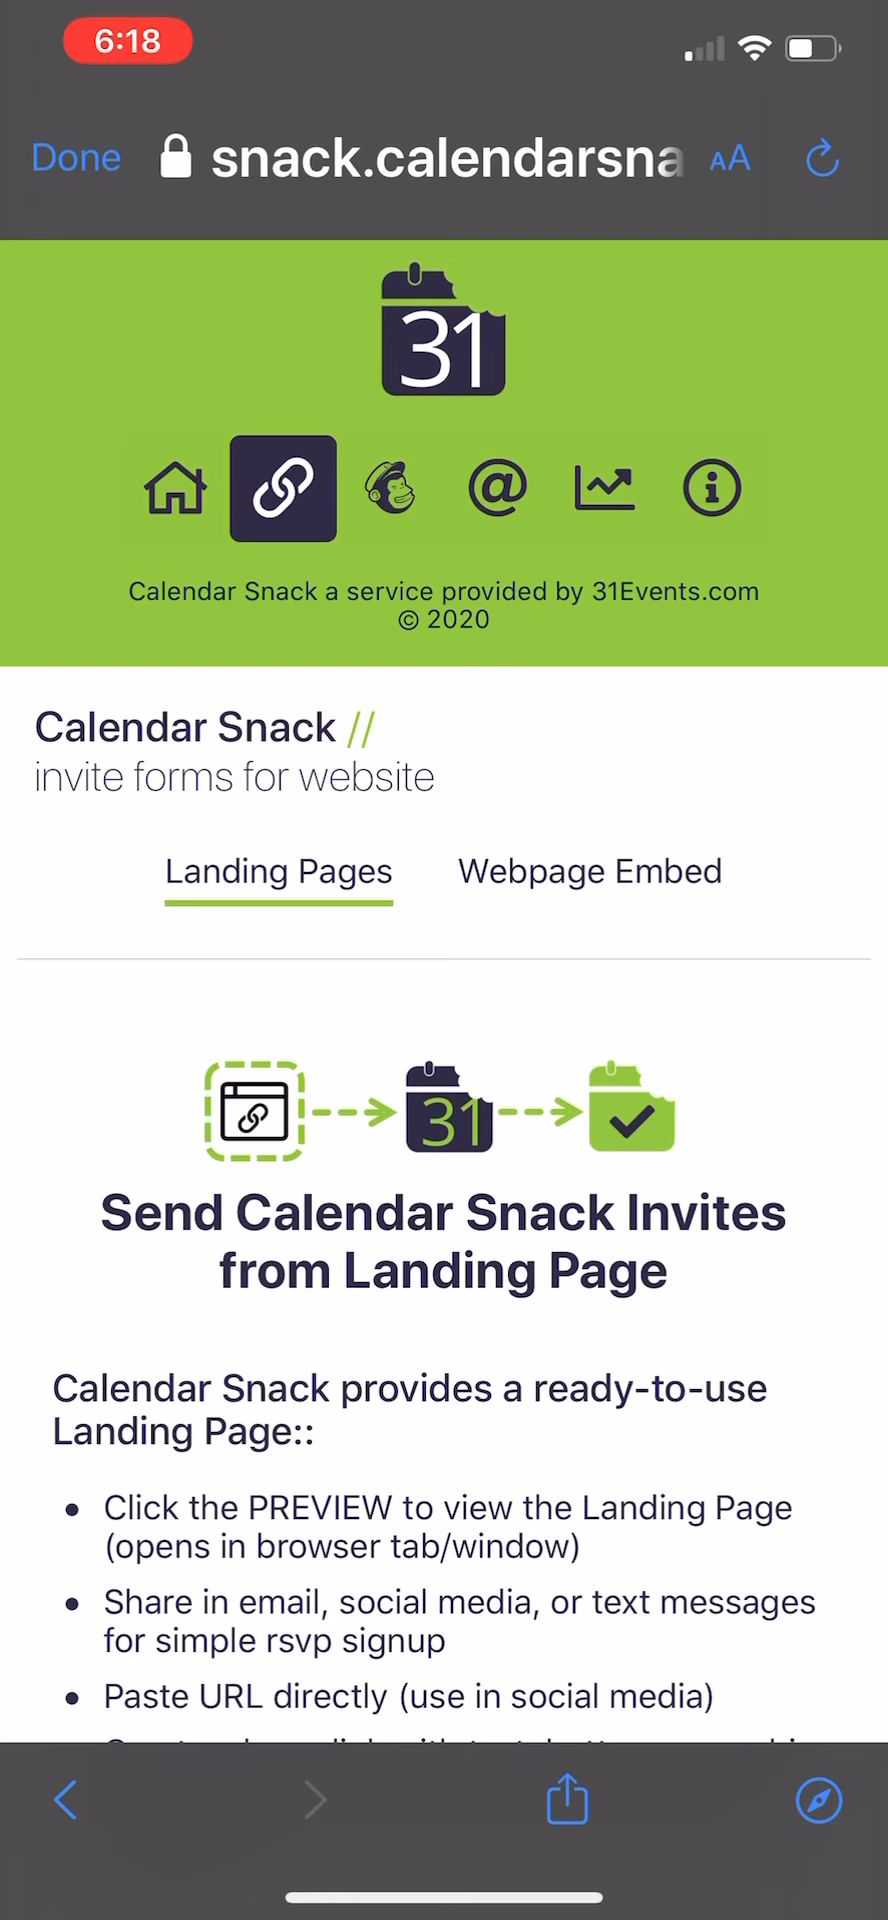 6:18
Done
snack.calendarsna
AA
31
Calendar Snack a service provided by 31Events.com
© 2020
Calendar Snack //
invite forms for website
Landing Pages
Webpage Embed
31
Send Calendar Snack Invites
from Landing Page
Calendar Snack provides a ready-to-use
Landing Page::
• Click the PREVIEW to view the Landing Page
(opens in browser tab/window)
• Share in email, social media, or text messages
for simple rsvp signup
• Paste URL directly (use in social media)